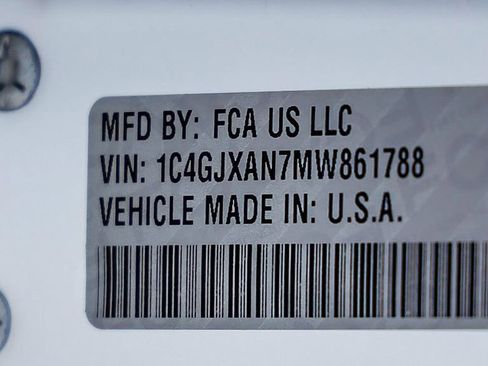 MFD BY: FCA US LLC
VIN: 1C4GJXAN7MW861788
VEHICLE MADE IN: U.S.A.